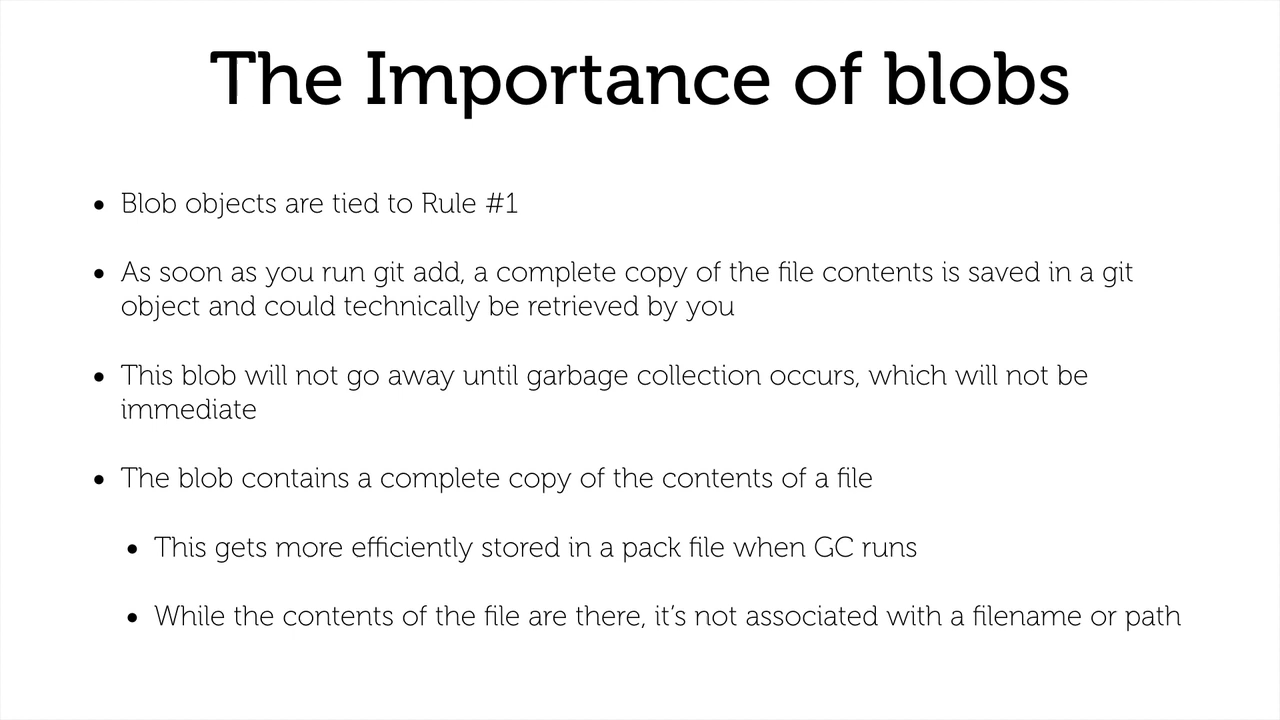 The Importance of blobs
• Blob objects are tied to Rule #1
• As soon as you run git add, a complete copy of the file contents is saved in a git
object and could technically be retrieved by you
• This blob will not go away until garbage collection occurs, which will not be
immediate
• The blob contains a complete copy of the contents of a file
• This gets more efficiently stored in a pack file when GC runs
• While the contents of the file are there, it’s not associated with a filename or path